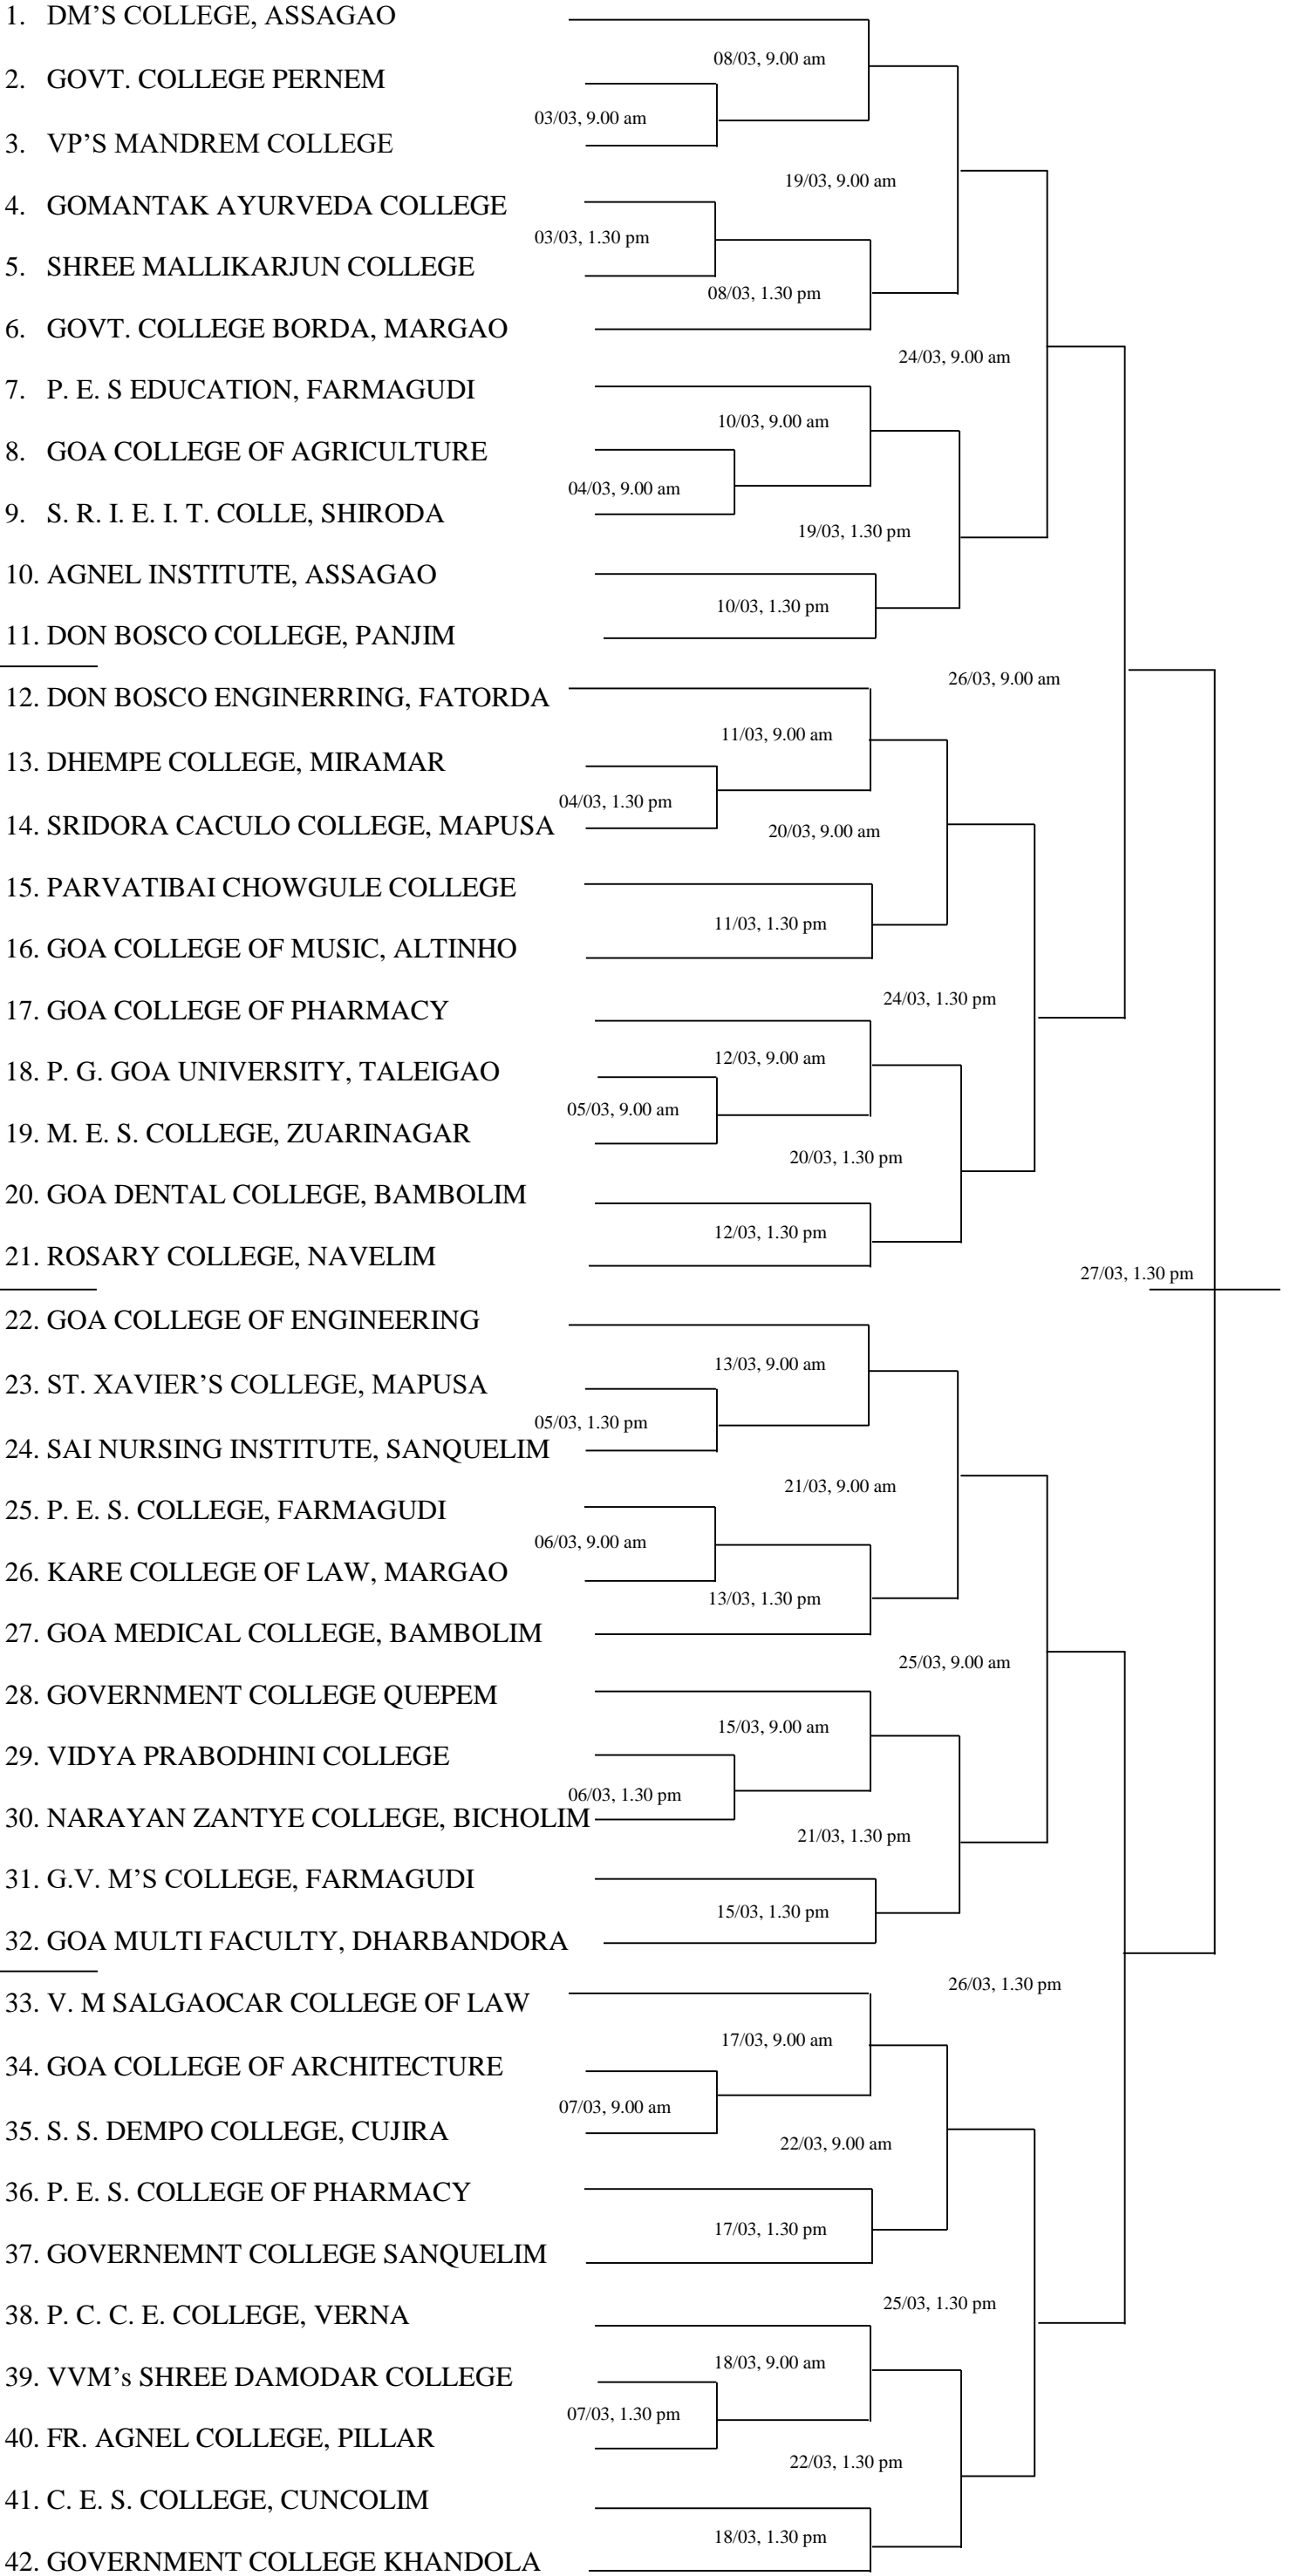 1. DM'S COLLEGE, ASSAGAO
08/03, 9.00 am
2. GOVT. COLLEGE PERNEM
03/03, 9.00 am
3. VP'S MANDREM COLLEGE
19/03, 9.00 am
4. GOMANTAK AYURVEDA COLLEGE
03/03, 1.30 pm
5. SHREE MALLIKARJUN COLLEGE
08/03, 1.30 pm
6. GOVT. COLLEGE BORDA, MARGAO
24/03, 9.00 am
7. P. E. S EDUCATION, FARMAGUDI
10/03, 9.00 am
8. GOA COLLEGE OF AGRICULTURE
04/03, 9.00 am
9. S. R. I. E. I. T. COLLE, SHIRODA
19/03, 1.30 pm
10. AGNEL INSTITUTE, ASSAGAO
10/03, 1.30 pm
11. DON BOSCO COLLEGE, PANJIM
26/03, 9.00 am
12. DON BOSCO ENGINERRING, FATORDA
11/03, 9.00 am
13. DHEMPE COLLEGE, MIRAMAR
04/03, 1.30 pm
14. SRIDORA CACULO COLLEGE, MAPUSA
20/03, 9.00 am
15. PARVATIBAI CHOWGULE COLLEGE
11/03, 1.30 pm
16. GOA COLLEGE OF MUSIC, ALTINHO
24/03, 1.30 pm
17. GOA COLLEGE OF PHARMACY
12/03, 9.00 am
18. P. G. GOA UNIVERSITY, TALEIGAO
05/03, 9.00 am
19. M. E. S. COLLEGE, ZUARINAGAR
20/03, 1.30 pm
20. GOA DENTAL COLLEGE, BAMBOLIM
12/03, 1.30 pm
21. ROSARY COLLEGE, NAVELIM
27/03, 1.30 pm
22. GOA COLLEGE OF ENGINEERING
13/03, 9.00 am
23. ST. XAVIER'S COLLEGE, MAPUSA
05/03, 1.30 pm
24. SAI NURSING INSTITUTE, SANQUELIM
21/03, 9.00 am
25. P. E. S. COLLEGE, FARMAGUDI
06/03, 9.00 am
26. KARE COLLEGE OF LAW, MARGAO
13/03, 1.30 pm
27. GOA MEDICAL COLLEGE, BAMBOLIM
25/03, 9.00 am
28. GOVERNMENT COLLEGE QUEPEM
15/03, 9.00 am
29. VIDYA PRABODHINI COLLEGE
06/03, 1.30 pm
30. NARAYAN ZANTYE COLLEGE, BICHOLIM
21/03, 1.30 pm
31. G.V. M'S COLLEGE, FARMAGUDI
15/03, 1.30 pm
32. GOA MULTI FACULTY, DHARBANDORA
26/03, 1.30 pm
33. V. M SALGAOCAR COLLEGE OF LAW
17/03, 9.00 am
34. GOA COLLEGE OF ARCHITECTURE
07/03, 9.00 am
35. S. S. DEMPO COLLEGE, CUJIRA
22/03, 9.00 am
36. P. E. S. COLLEGE OF PHARMACY
17/03, 1.30 pm
37. GOVERNEMNT COLLEGE SANQUELIM
25/03, 1.30 pm
38. P. C. C. E. COLLEGE, VERNA
18/03, 9.00 am
39. VVM's SHREE DAMODAR COLLEGE
07/03, 1.30 pm
40. FR. AGNEL COLLEGE, PILLAR
22/03, 1.30 pm
41. C. E. S. COLLEGE, CUNCOLIM
18/03, 1.30 pm
42. GOVERNMENT COLLEGE KHANDOLA